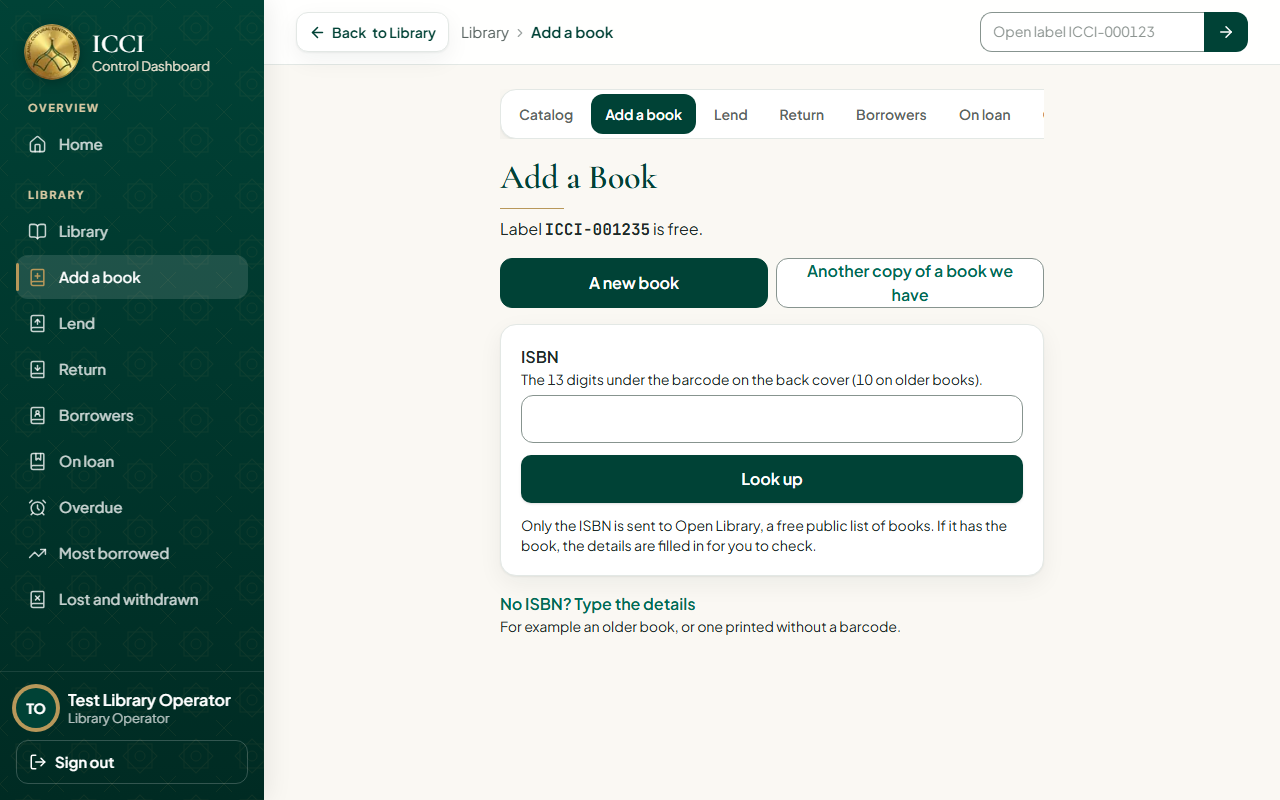 ICCI
Control Dashboard
OVERVIEW
Home
LIBRARY
Library
Add a book
Lend
Return
Borrowers
On loan
Overdue
Most borrowed
Lost and withdrawn
TO
Test Library Operator
Library Operator
Sign out
Back to Library
Library › Add a book
Open label ICCI-000123
Catalog
Add a book
Lend
Return
Borrowers
On loan
Add a Book
Label ICCI-001235 is free.
A new book
Another copy of a book we
have
ISBN
The 13 digits under the barcode on the back cover (10 on older books).
Look up
Only the ISBN is sent to Open Library, a free public list of books. If it has the
book, the details are filled in for you to check.
No ISBN? Type the details
For example an older book, or one printed without a barcode.